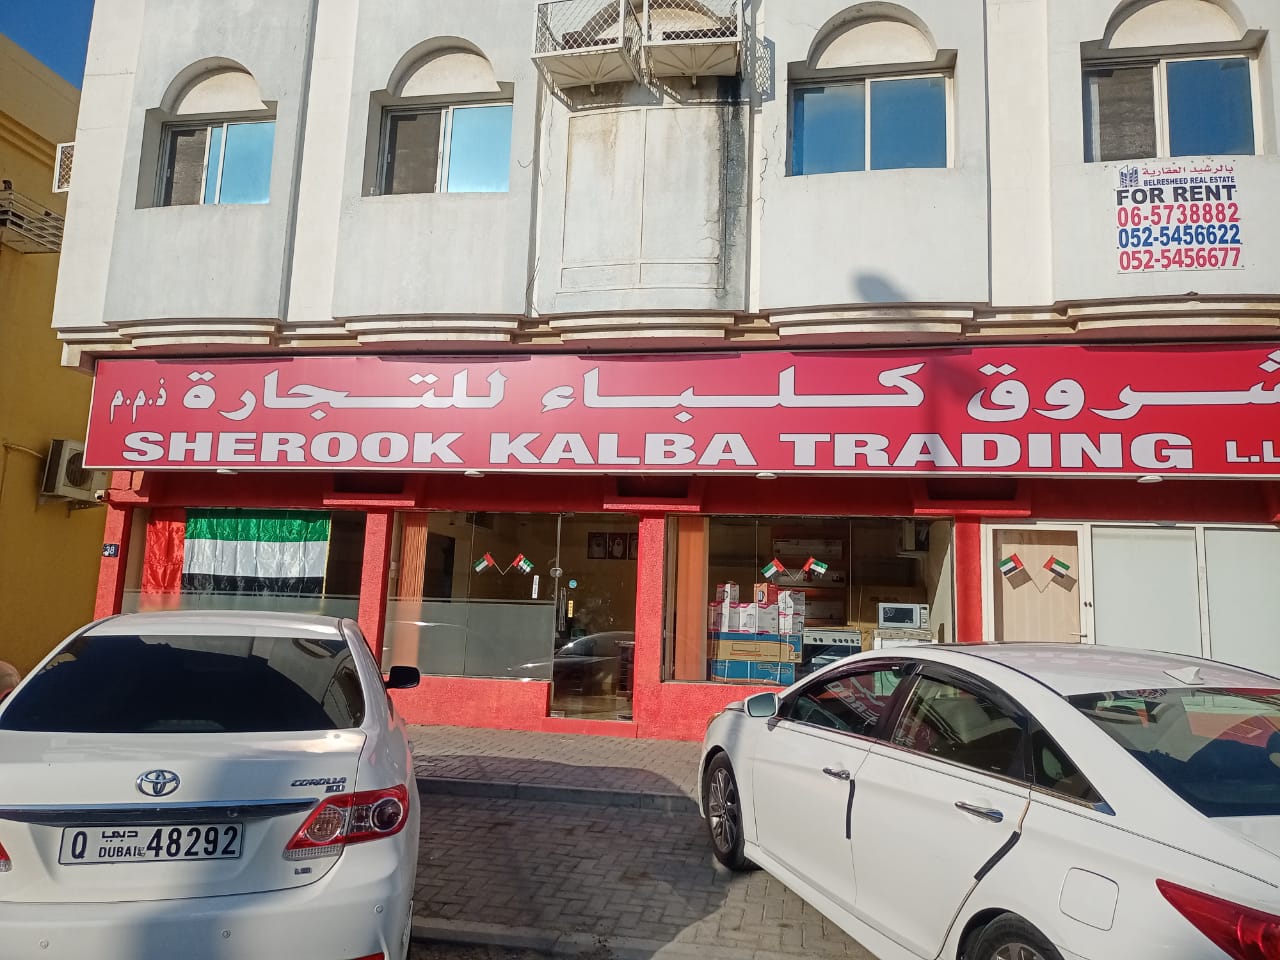 بالرشيد العقارية
BELRESHEED REAL ESTATE
FOR RENT
06-5738882
052-5456622
052-5456677
شروق كلباء للتجارة ذ.م.م
SHEROOK KALBA TRADING L.L
38
COROLLA
Q دبي DUBAI 48292